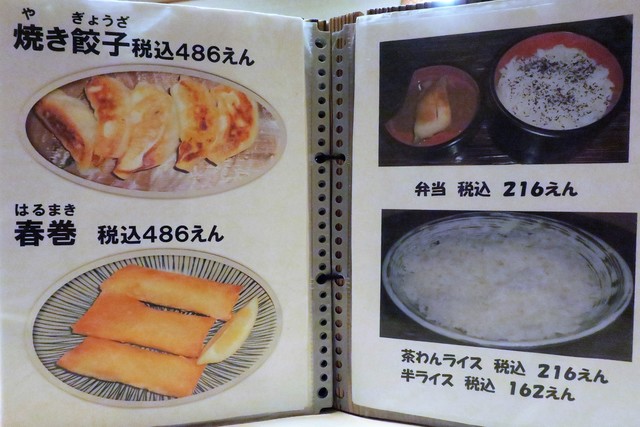 や ぎょうざ
焼き餃子 税込486えん
はるまき
春巻 税込486えん
弁当 税込 216えん
茶わんライス 税込 216えん
半ライス 税込 162えん